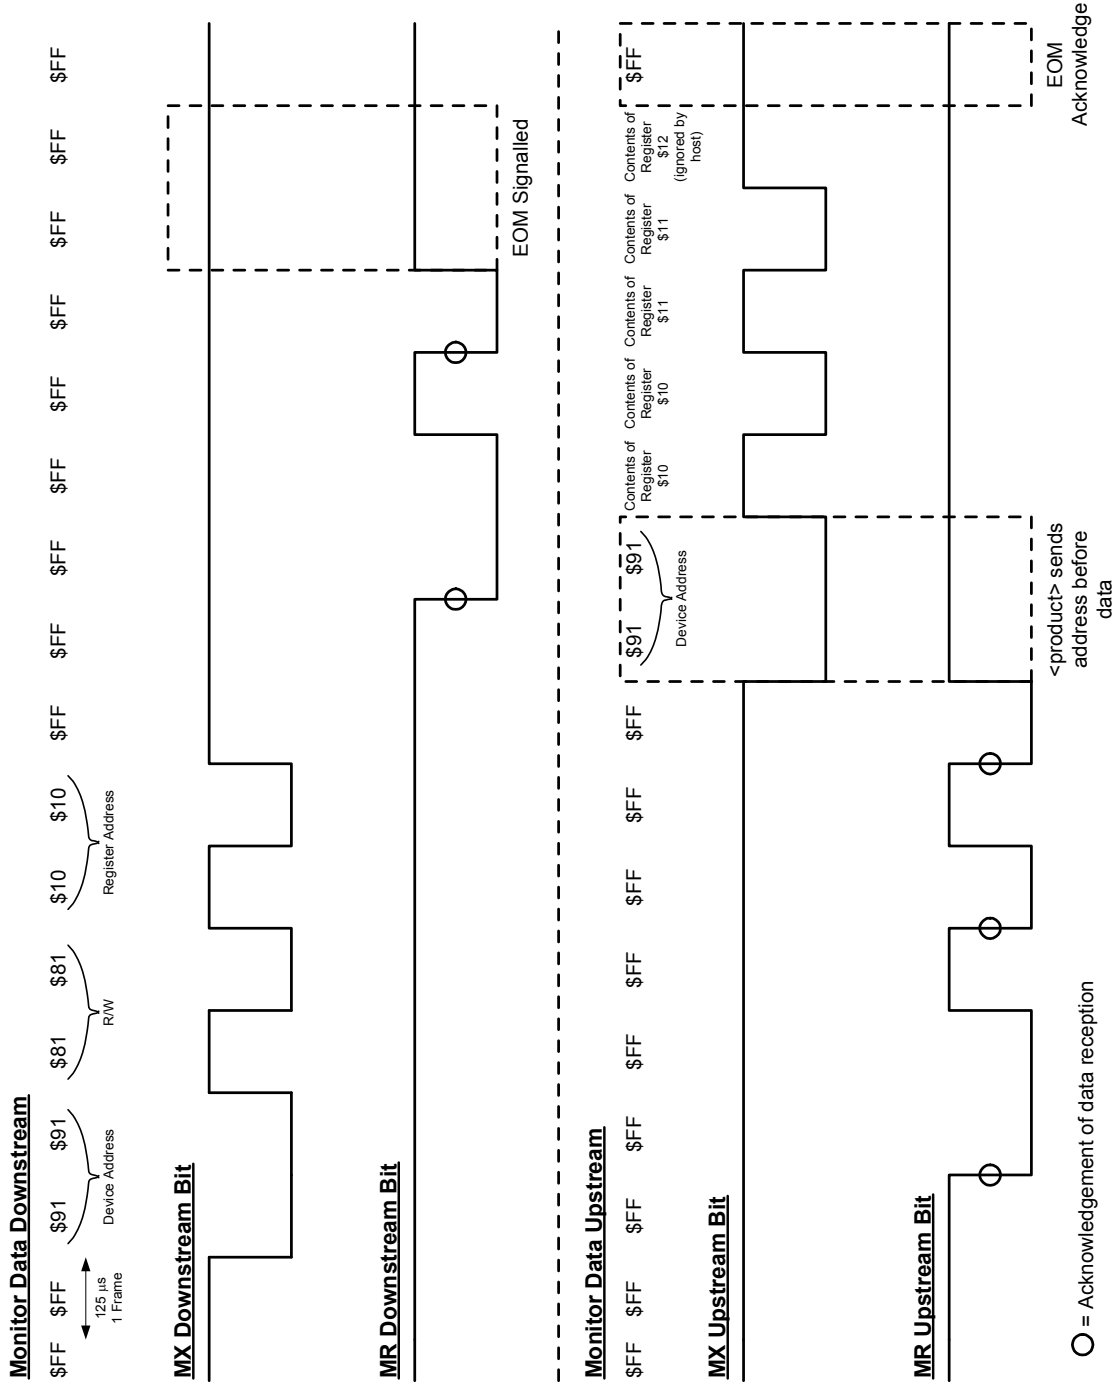 Monitor Data Downstream
$FF $FF $91 $91 $81 $81 $10 $10 $FF $FF $FF $FF $FF $FF $FF $FF $FF
125 µs
1 Frame
Device Address
R/W
Register Address
MX Downstream Bit
MR Downstream Bit
EOM Signalled
Monitor Data Upstream
$FF $FF $FF $FF $FF $FF $FF $FF $FF $91 $91
Device Address
Contents of
Register
$10
Contents of
Register
$10
Contents of
Register
$11
Contents of
Register
$11
Contents of
Register
$12
(ignored by
host)
$FF
MX Upstream Bit
MR Upstream Bit
<product> sends
address before
data
EOM
Acknowledge
= Acknowledgement of data reception